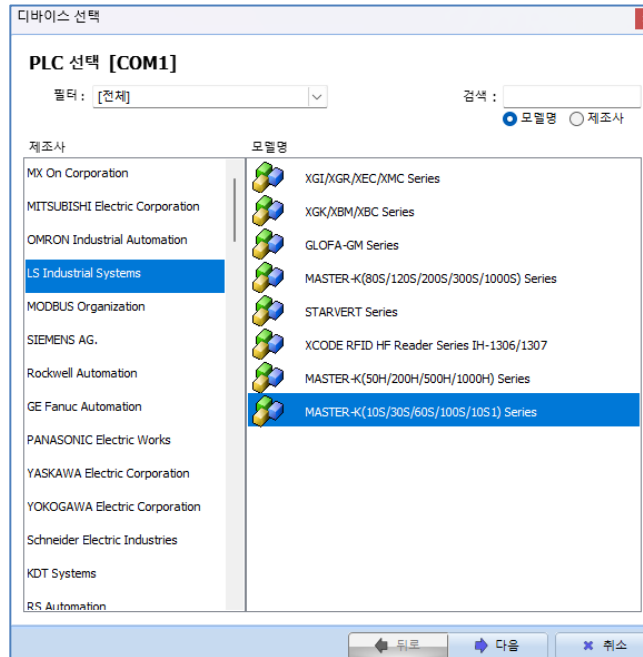 디바이스 선택
PLC 선택 [COM1]
필터 : [전체] 검색 :
모델명 제조사
제조사 모델명
MX On Corporation
MITSUBISHI Electric Corporation
OMRON Industrial Automation
LS Industrial Systems
MODBUS Organization
SIEMENS AG.
Rockwell Automation
GE Fanuc Automation
PANASONIC Electric Works
YASKAWA Electric Corporation
YOKOGAWA Electric Corporation
Schneider Electric Industries
KDT Systems
RS Automation
XGI/XGR/XEC/XMC Series
XGK/XBM/XBC Series
GLOFA-GM Series
MASTER-K(80S/120S/200S/300S/1000S) Series
STARVERT Series
XCODE RFID HF Reader Series IH-1306/1307
MASTER-K(50H/200H/500H/1000H) Series
MASTER-K(10S/30S/60S/100S/10S1) Series
뒤로 다음 취소